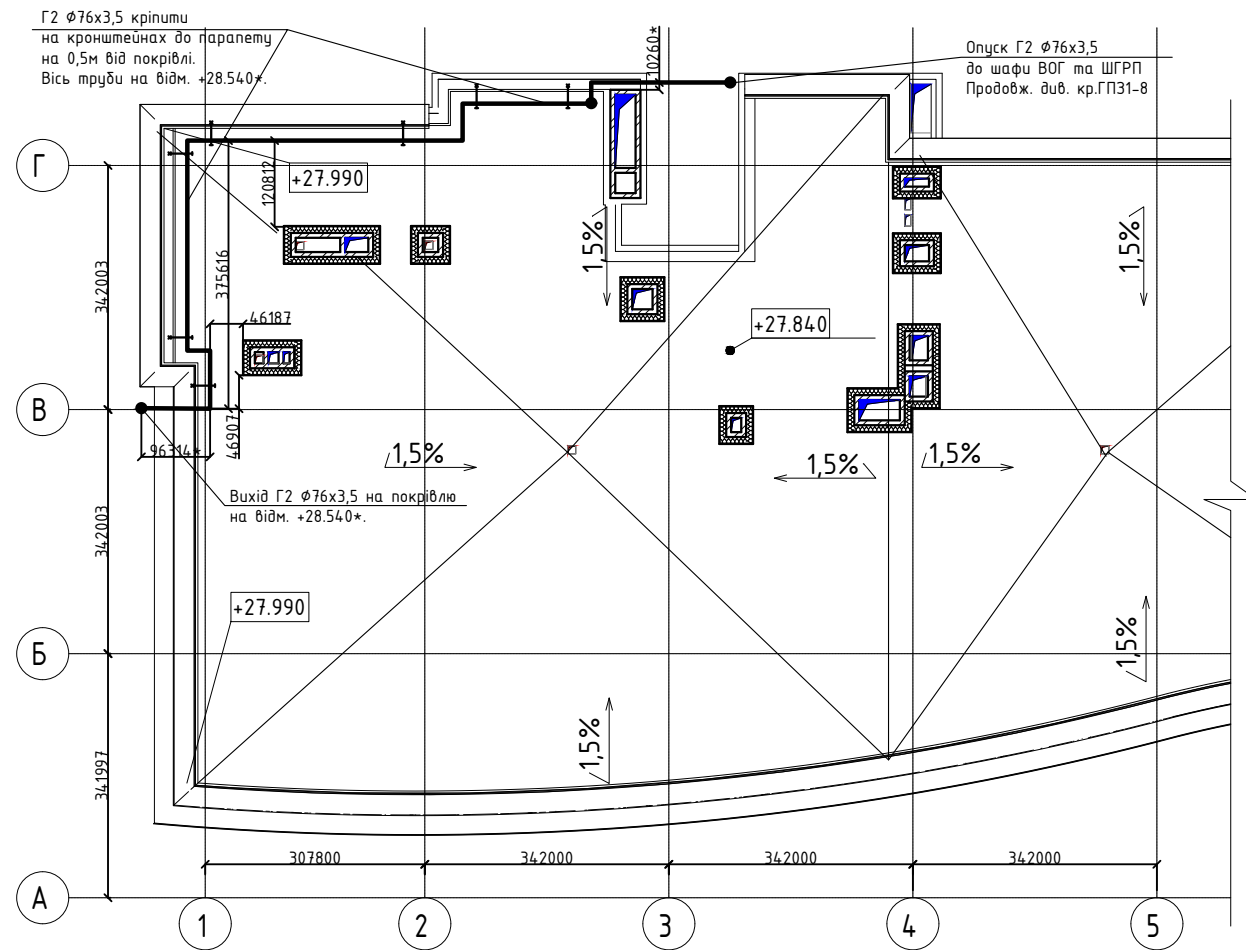 Г2 Ф76х3,5 кріпити
на кронштейнах до парапету
на 0,5м від покрівлі.
Вісь труби на відм. +28.540*.
10260*
Опуск Г2 Ф76х3,5
до шафи ВОГ та ШГРП
Продовж. див. кр.ГП31-8
Г
120812
+27.990
1,5%
1,5%
342003
375616
46187
+27.840
В
96314*
46907
1,5%
1,5%
1,5%
Вихід Г2 Ф76х3,5 на покрівлю
на відм. +28.540*.
342003
+27.990
Б
1,5%
1,5%
341997
307800
342000
342000
342000
А
1
2
3
4
5